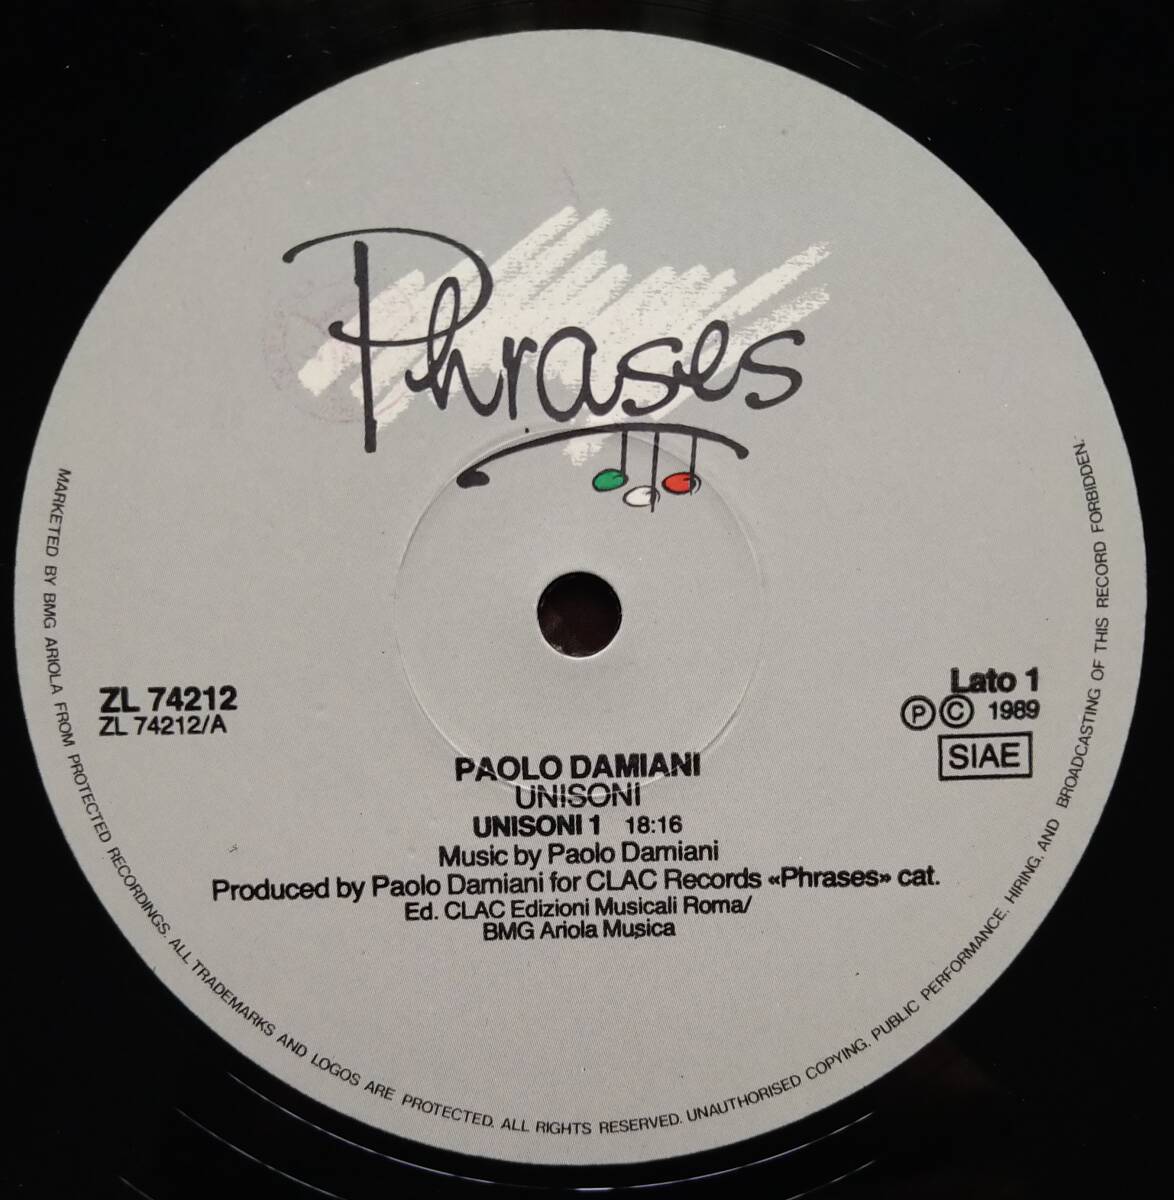 Phrases
ZL 74212
ZL 74212/A
Lato 1
Ⓟ © 1989
SIAE
PAOLO DAMIANI
UNISONI
UNISONI 1 18:16
Music by Paolo Damiani
Produced by Paolo Damiani for CLAC Records «Phrases» cat.
Ed. CLAC Edizioni Musicali Roma/
BMG Ariola Musica
MARKETED BY BMG ARIOLA FROM PROTECTED RECORDINGS. ALL TRADEMARKS AND LOGOS ARE PROTECTED. ALL RIGHTS RESERVED. UNAUTHORISED COPYING, PUBLIC PERFORMANCE, HIRING, AND BROADCASTING OF THIS RECORD FORBIDDEN.